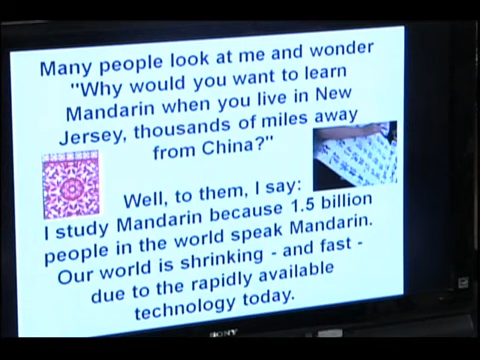 Many people look at me and wonder
"Why would you want to learn
Mandarin when you live in New
Jersey, thousands of miles away
from China?"
Well, to them, I say:
I study Mandarin because 1.5 billion
people in the world speak Mandarin.
Our world is shrinking - and fast -
due to the rapidly available
technology today.
SONY